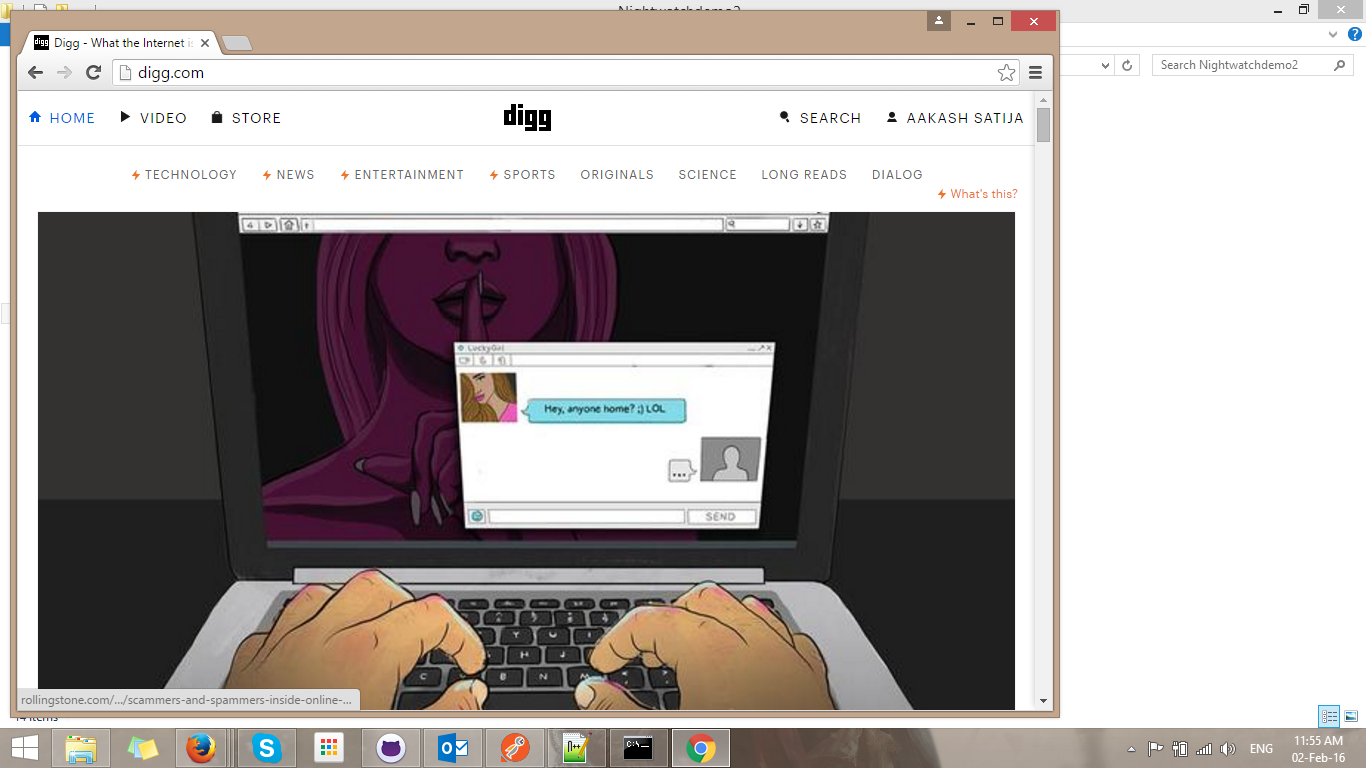 Nightwatchdemo2
Digg - What the Internet is
digg.com
Search Nightwatchdemo2
HOME VIDEO STORE digg SEARCH AAKASH SATIJA
TECHNOLOGY NEWS ENTERTAINMENT SPORTS ORIGINALS SCIENCE LONG READS DIALOG
What's this?
LuckyGirl
Hey, anyone home? ;) LOL
...
SEND
Y U I
H J
C V B N M
rollingstone.com/.../scammers-and-spammers-inside-online-...
14 items
C:\_
ENG
11:55 AM
02-Feb-16